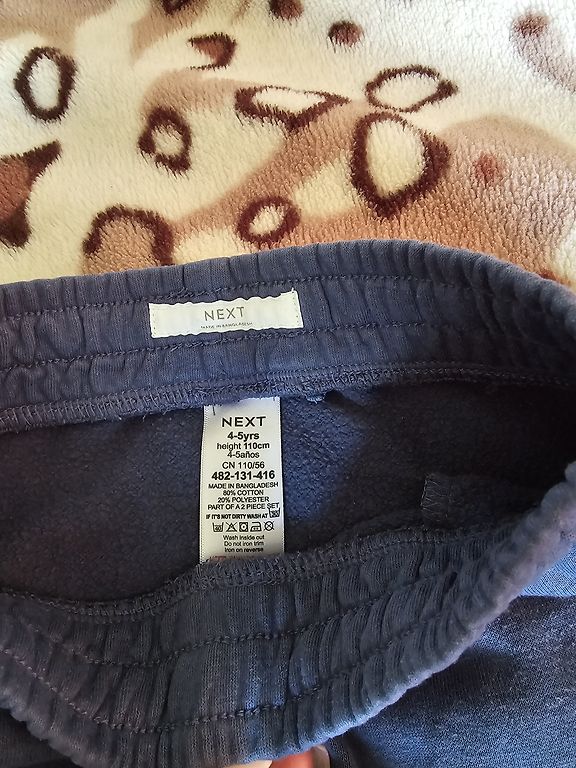 NEXT
MADE IN BANGLADESH
NEXT
4-5yrs
height 110cm
4-5años
CN 110/56
482-131-416
MADE IN BANGLADESH
80% COTTON
20% POLYESTER
PART OF A 2 PIECE SET
IF IT'S NOT DIRTY WASH AT
Wash inside out
Do not iron trim
Iron on reverse